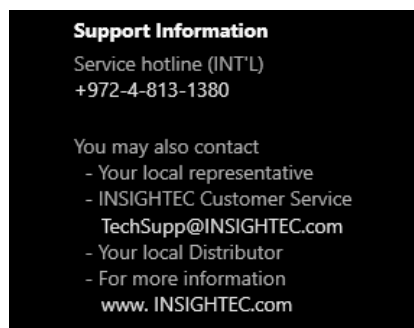 Support Information
Service hotline (INT'L)
+972-4-813-1380
You may also contact
- Your local representative
- INSIGHTEC Customer Service
TechSupp@INSIGHTEC.com
- Your local Distributor
- For more information
www. INSIGHTEC.com